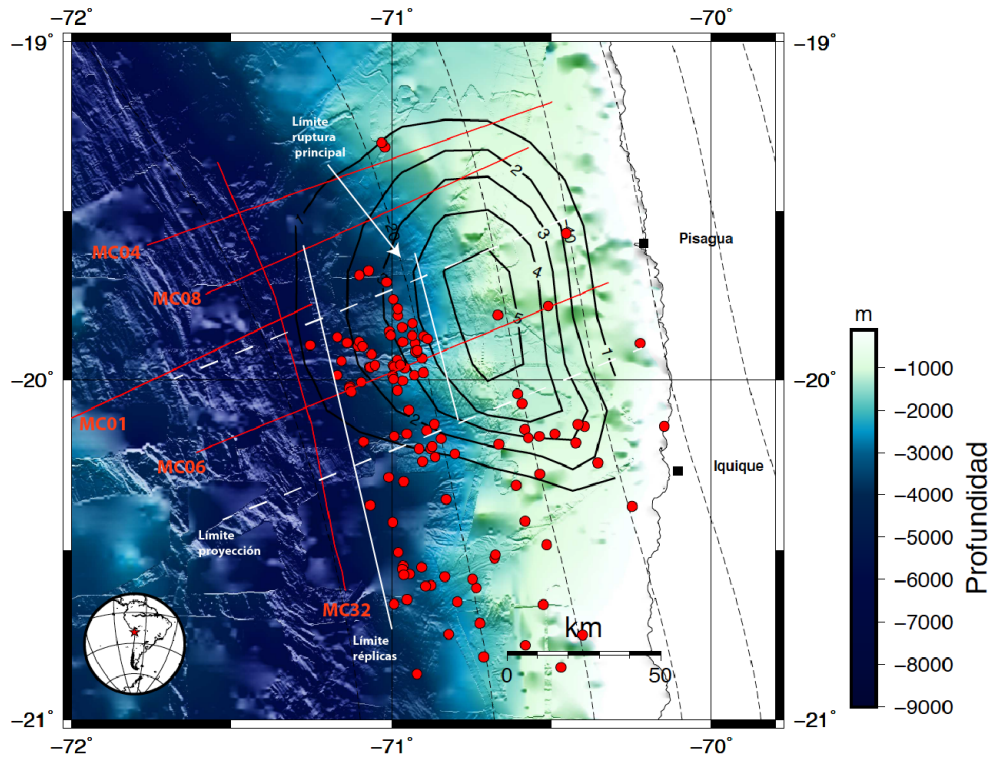 −72° −71° −70°
−19° −19°
Límite
ruptura
principal
2
3
3
4
5
1
2
Pisagua
MC04
MC08
m
−20° −20°
−1000
−2000
−3000
−4000
−5000
−6000
−7000
−8000
−9000
Profundidad
MC01
MC06
Iquique
Límite
proyección
MC32
Límite
réplicas
km
0 50
−21° −21°
−72° −71° −70°